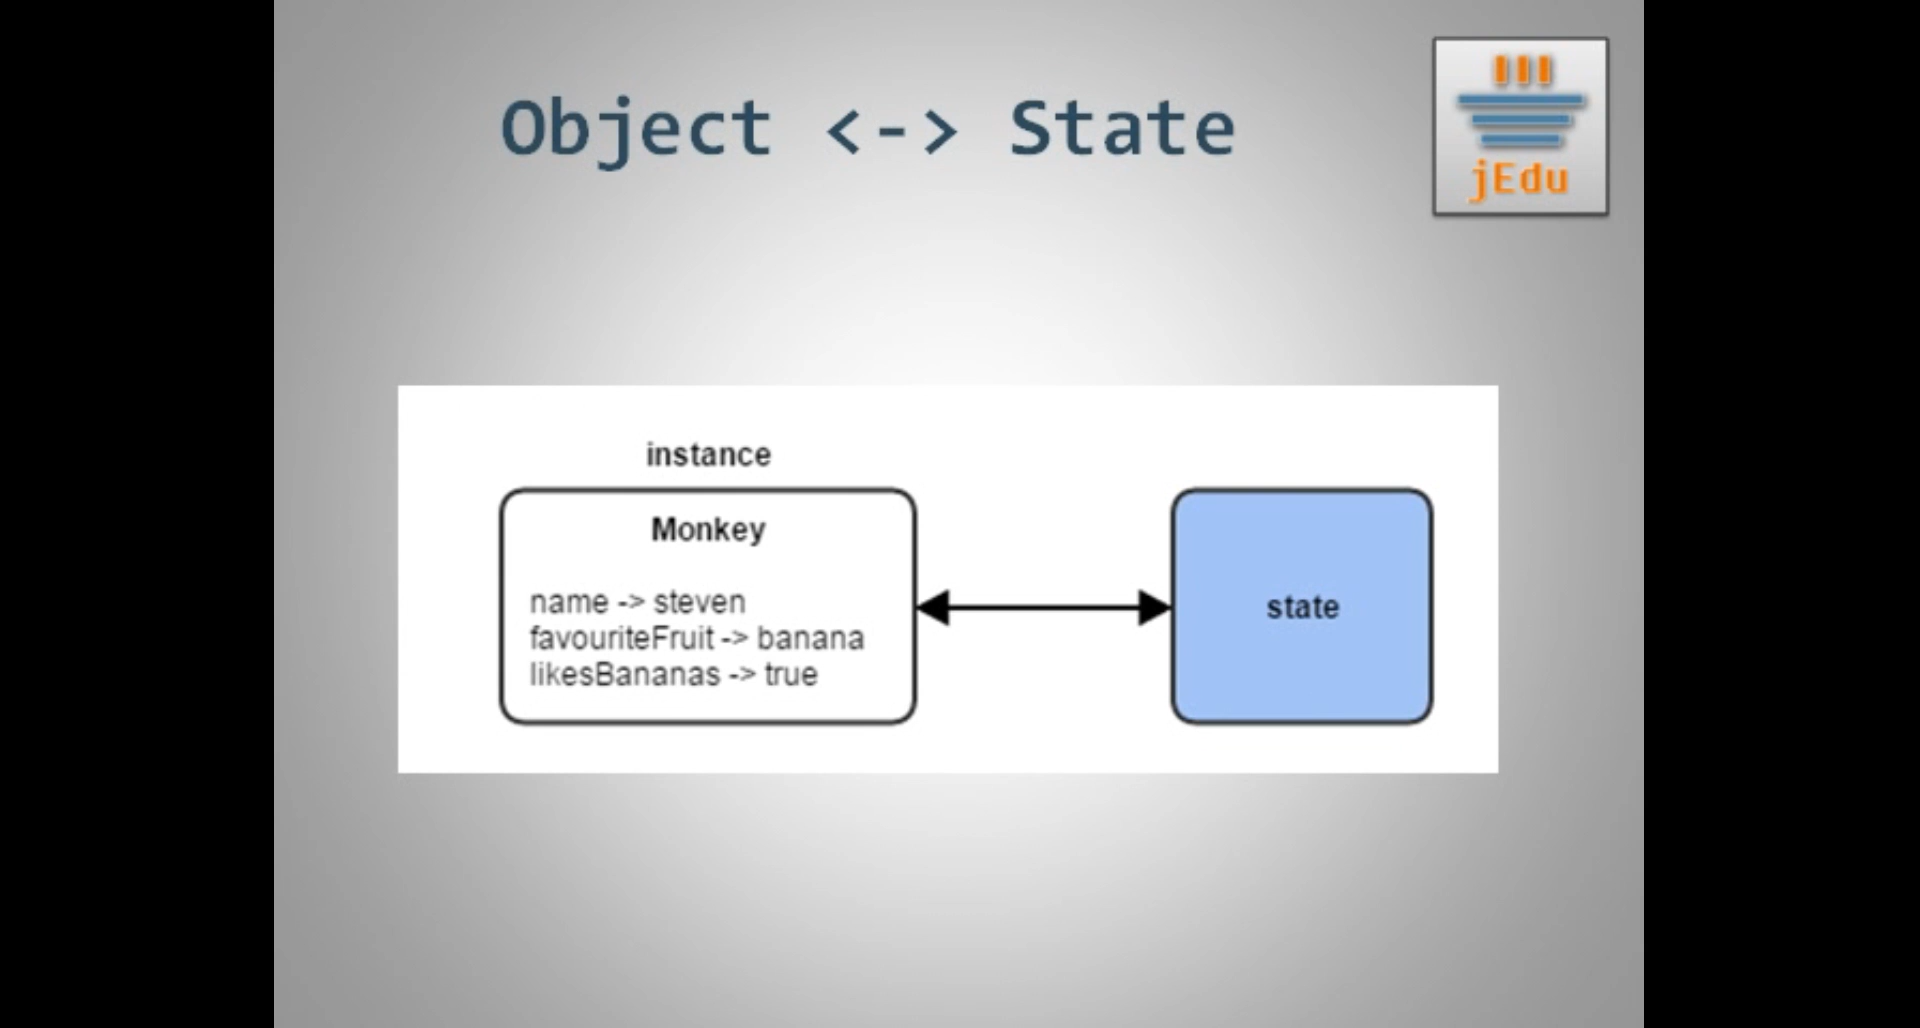 Object <-> State
jEdu
instance
Monkey
name -> steven
favouriteFruit -> banana
likesBananas -> true
state